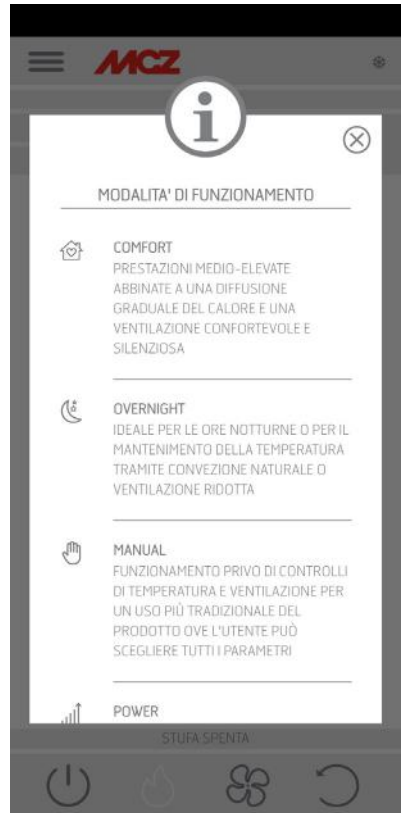 MCZ
i
MODALITA' DI FUNZIONAMENTO
COMFORT
PRESTAZIONI MEDIO-ELEVATE
ABBINATE A UNA DIFFUSIONE
GRADUALE DEL CALORE E UNA
VENTILAZIONE CONFORTEVOLE E
SILENZIOSA
OVERNIGHT
IDEALE PER LE ORE NOTTURNE O PER IL
MANTENIMENTO DELLA TEMPERATURA
TRAMITE CONVEZIONE NATURALE O
VENTILAZIONE RIDOTTA
MANUAL
FUNZIONAMENTO PRIVO DI CONTROLLI
DI TEMPERATURA E VENTILAZIONE PER
UN USO PIÙ TRADIZIONALE DEL
PRODOTTO OVE L'UTENTE PUÒ
SCEGLIERE TUTTI I PARAMETRI
POWER
STUFA SPENTA